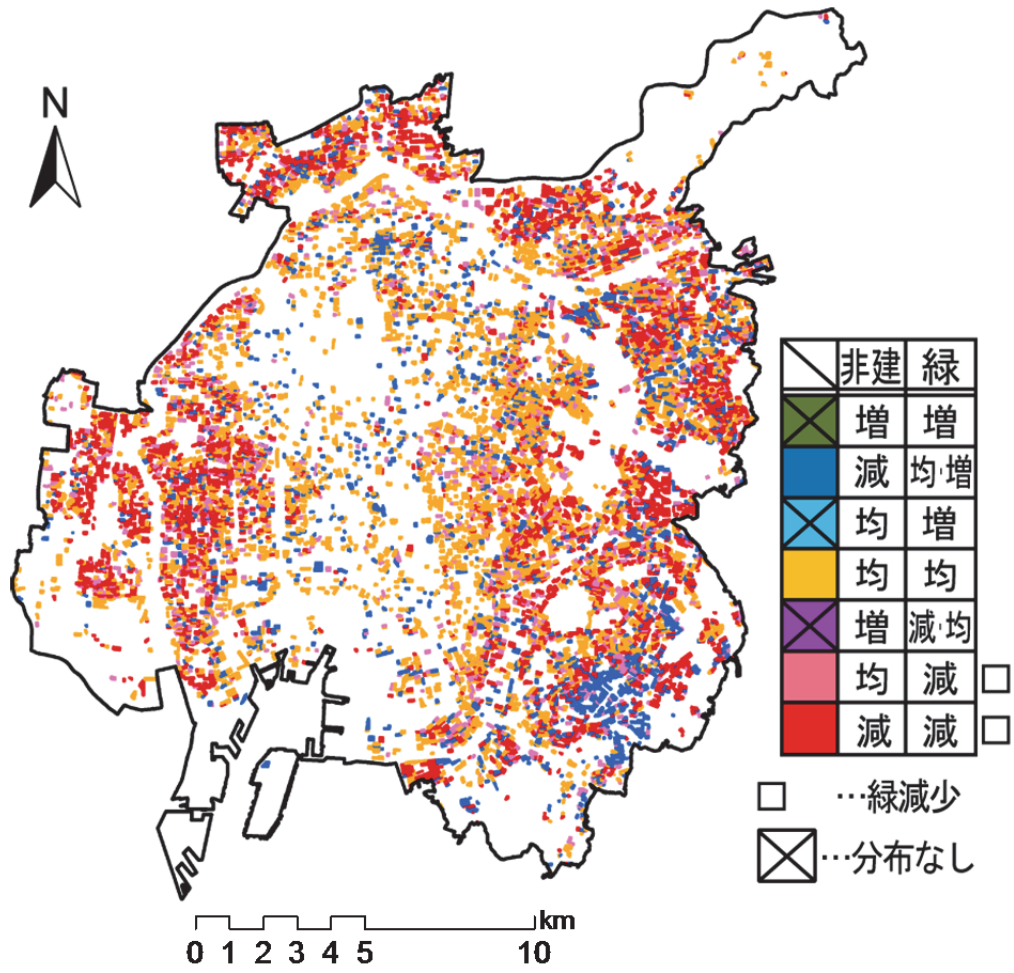 N
非建 緑
増 増
減 均・増
均 増
均 均
増 減・均
均 減
減 減
…緑減少
…分布なし
km
0 1 2 3 4 5 10